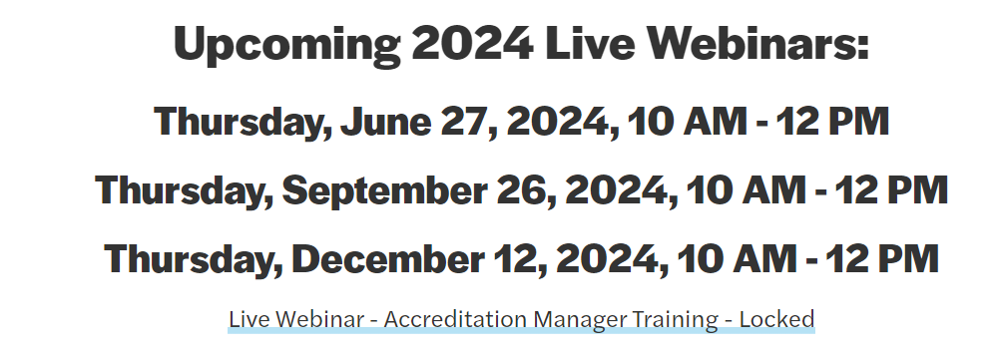 Upcoming 2024 Live Webinars:
Thursday, June 27, 2024, 10 AM - 12 PM
Thursday, September 26, 2024, 10 AM - 12 PM
Thursday, December 12, 2024, 10 AM - 12 PM
Live Webinar - Accreditation Manager Training - Locked